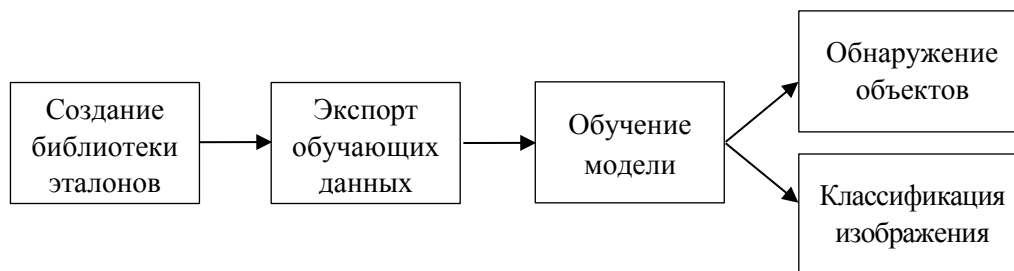 Создание
библиотеки
эталонов
Экспорт
обучающих
данных
Обучение
модели
Обнаружение
объектов
Классификация
изображения